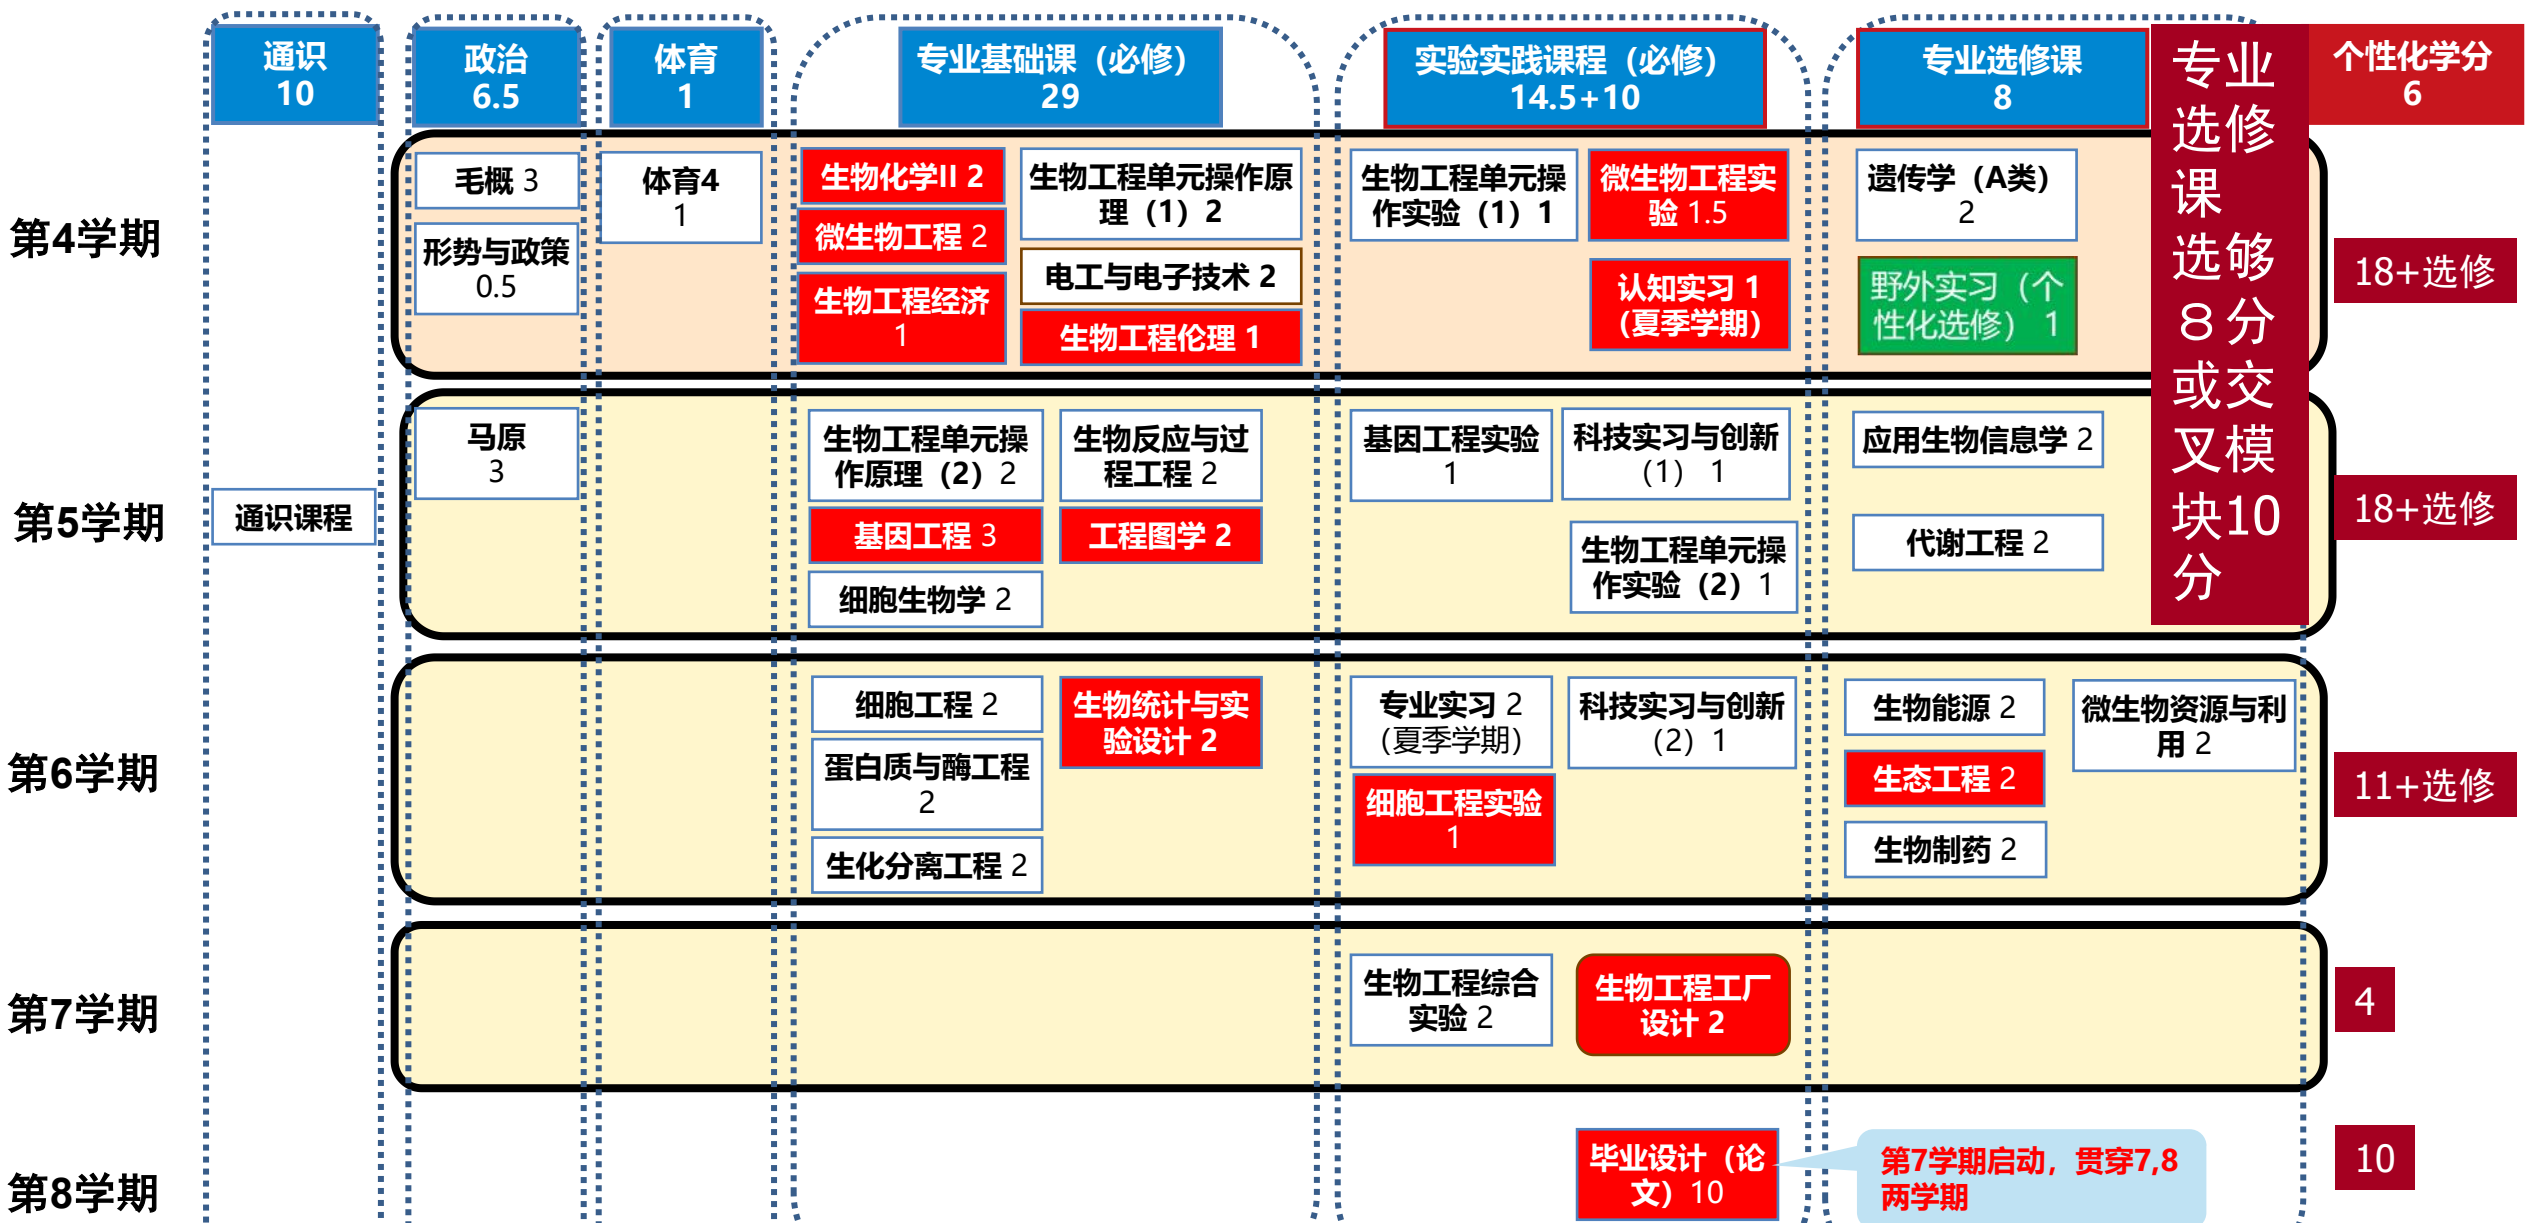 通识
10
政治
6.5
体育
1
专业基础课（必修）
29
实验实践课程（必修）
14.5+10
专业选修课
8
专业
选修
课
选够
８分
或交
叉模
块10
分
个性化学分
6
第4学期
毛概 3
形势与政策
0.5
体育4
1
生物化学II 2
微生物工程 2
生物工程经济
1
生物工程单元操作原
理（1）2
电工与电子技术 2
生物工程伦理 1
生物工程单元操
作实验（1）1
微生物工程实
验 1.5
认知实习 1
（夏季学期）
遗传学（A类）
2
野外实习（个
性化选修） 1
18+选修
第5学期
通识课程
马原
3
生物工程单元操
作原理（2）2
基因工程 3
细胞生物学 2
生物反应与过
程工程 2
工程图学 2
基因工程实验
1
科技实习与创新
（1） 1
生物工程单元操
作实验（2）1
应用生物信息学 2
代谢工程 2
18+选修
第6学期
细胞工程 2
蛋白质与酶工程
2
生化分离工程 2
生物统计与实
验设计 2
专业实习 2
（夏季学期）
细胞工程实验
1
科技实习与创新
（2）1
生物能源 2
生态工程 2
生物制药 2
微生物资源与利
用 2
11+选修
第7学期
生物工程综合
实验 2
生物工程工厂
设计 2
4
第8学期
毕业设计（论
文）10
第7学期启动，贯穿7,8
两学期
10